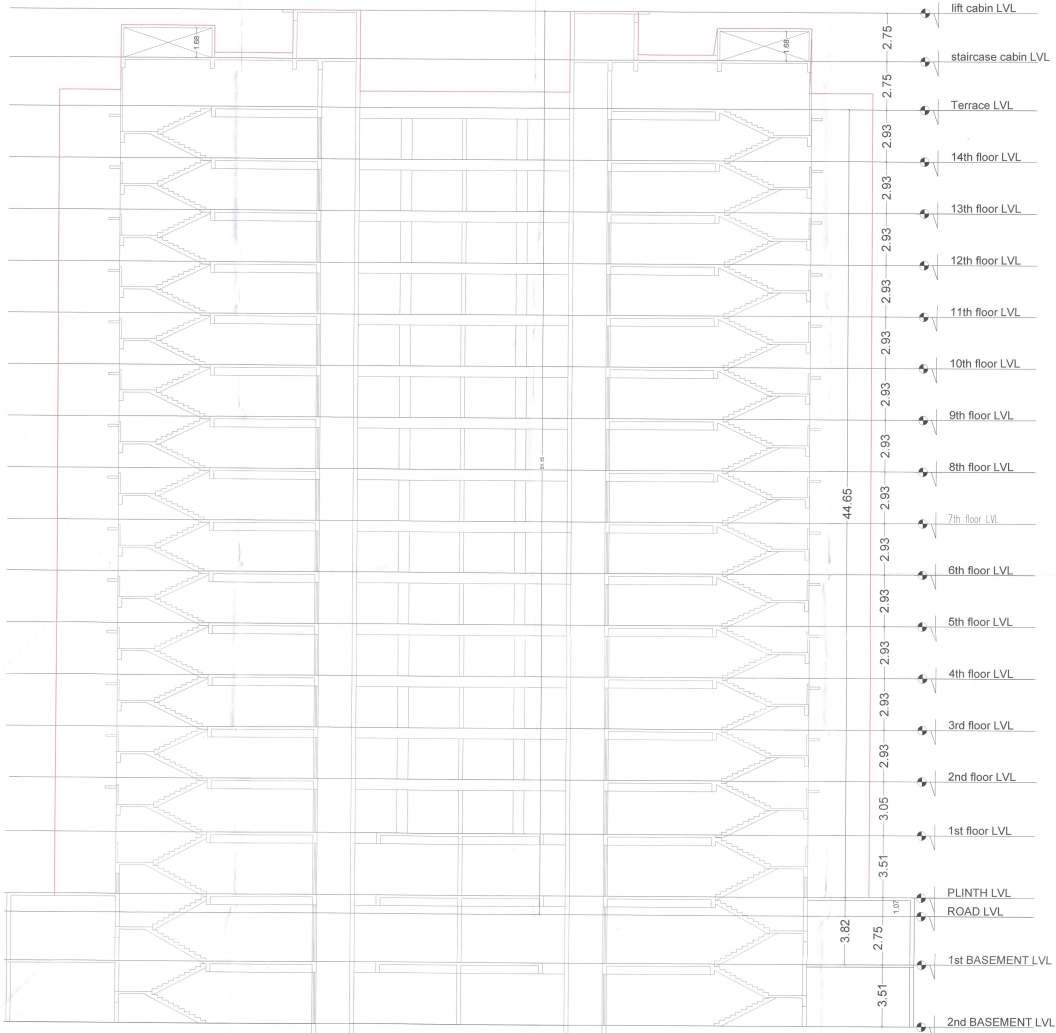 lift cabin LVL
2.75
1.68
1.68
staircase cabin LVL
2.75
Terrace LVL
2.93
14th floor LVL
2.93
13th floor LVL
2.93
12th floor LVL
2.93
11th floor LVL
2.93
10th floor LVL
2.93
9th floor LVL
2.93
8th floor LVL
51.15
44.65
2.93
7th floor LVL
2.93
6th floor LVL
2.93
5th floor LVL
2.93
4th floor LVL
2.93
3rd floor LVL
2.93
2nd floor LVL
3.05
1st floor LVL
3.51
PLINTH LVL
1.07
ROAD LVL
3.82
2.75
1st BASEMENT LVL
3.51
2nd BASEMENT LVL